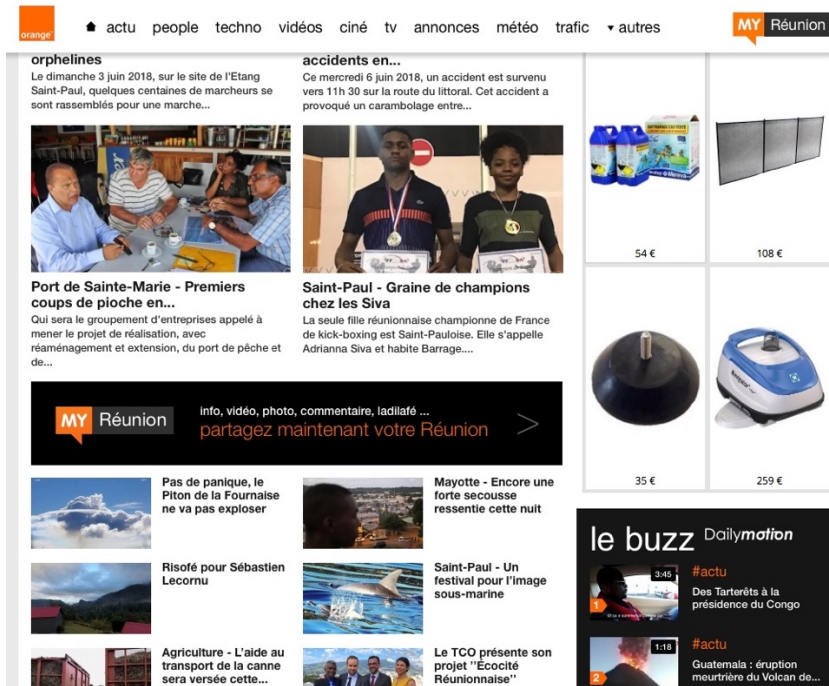 orange™
actu people techno vidéos ciné tv annonces météo trafic ▾ autres
MY Réunion
orphelines
Le dimanche 3 juin 2018, sur le site de l'Etang
Saint-Paul, quelques centaines de marcheurs se
sont rassemblés pour une marche...
accidents en...
Ce mercredi 6 juin 2018, un accident est survenu
vers 11h 30 sur la route du littoral. Cet accident a
provoqué un carambolage entre...
Port de Sainte-Marie - Premiers
coups de pioche en...
Qui sera le groupement d'entreprises appelé à
mener le projet de réalisation, avec
réaménagement et extension, du port de pêche et
de...
Saint-Paul - Graine de champions
chez les Siva
La seule fille réunionnaise championne de France
de kick-boxing est Saint-Pauloise. Elle s'appelle
Adrianna Siva et habite Barrage....
54 €
108 €
35 €
259 €
MY Réunion
info, vidéo, photo, commentaire, ladilafé ...
partagez maintenant votre Réunion
>
Pas de panique, le
Piton de la Fournaise
ne va pas exploser
Mayotte - Encore une
forte secousse
ressentie cette nuit
Risofé pour Sébastien
Lecornu
Saint-Paul - Un
festival pour l'image
sous-marine
Agriculture - L'aide au
transport de la canne
sera versée cette...
Le TCO présente son
projet ''Écocité
Réunionnaise''
le buzz Dailymotion
3:45
1
#actu
Des Tarterêts à la
présidence du Congo
1:18
2
#actu
Guatemala : éruption
meurtrière du Volcan de...